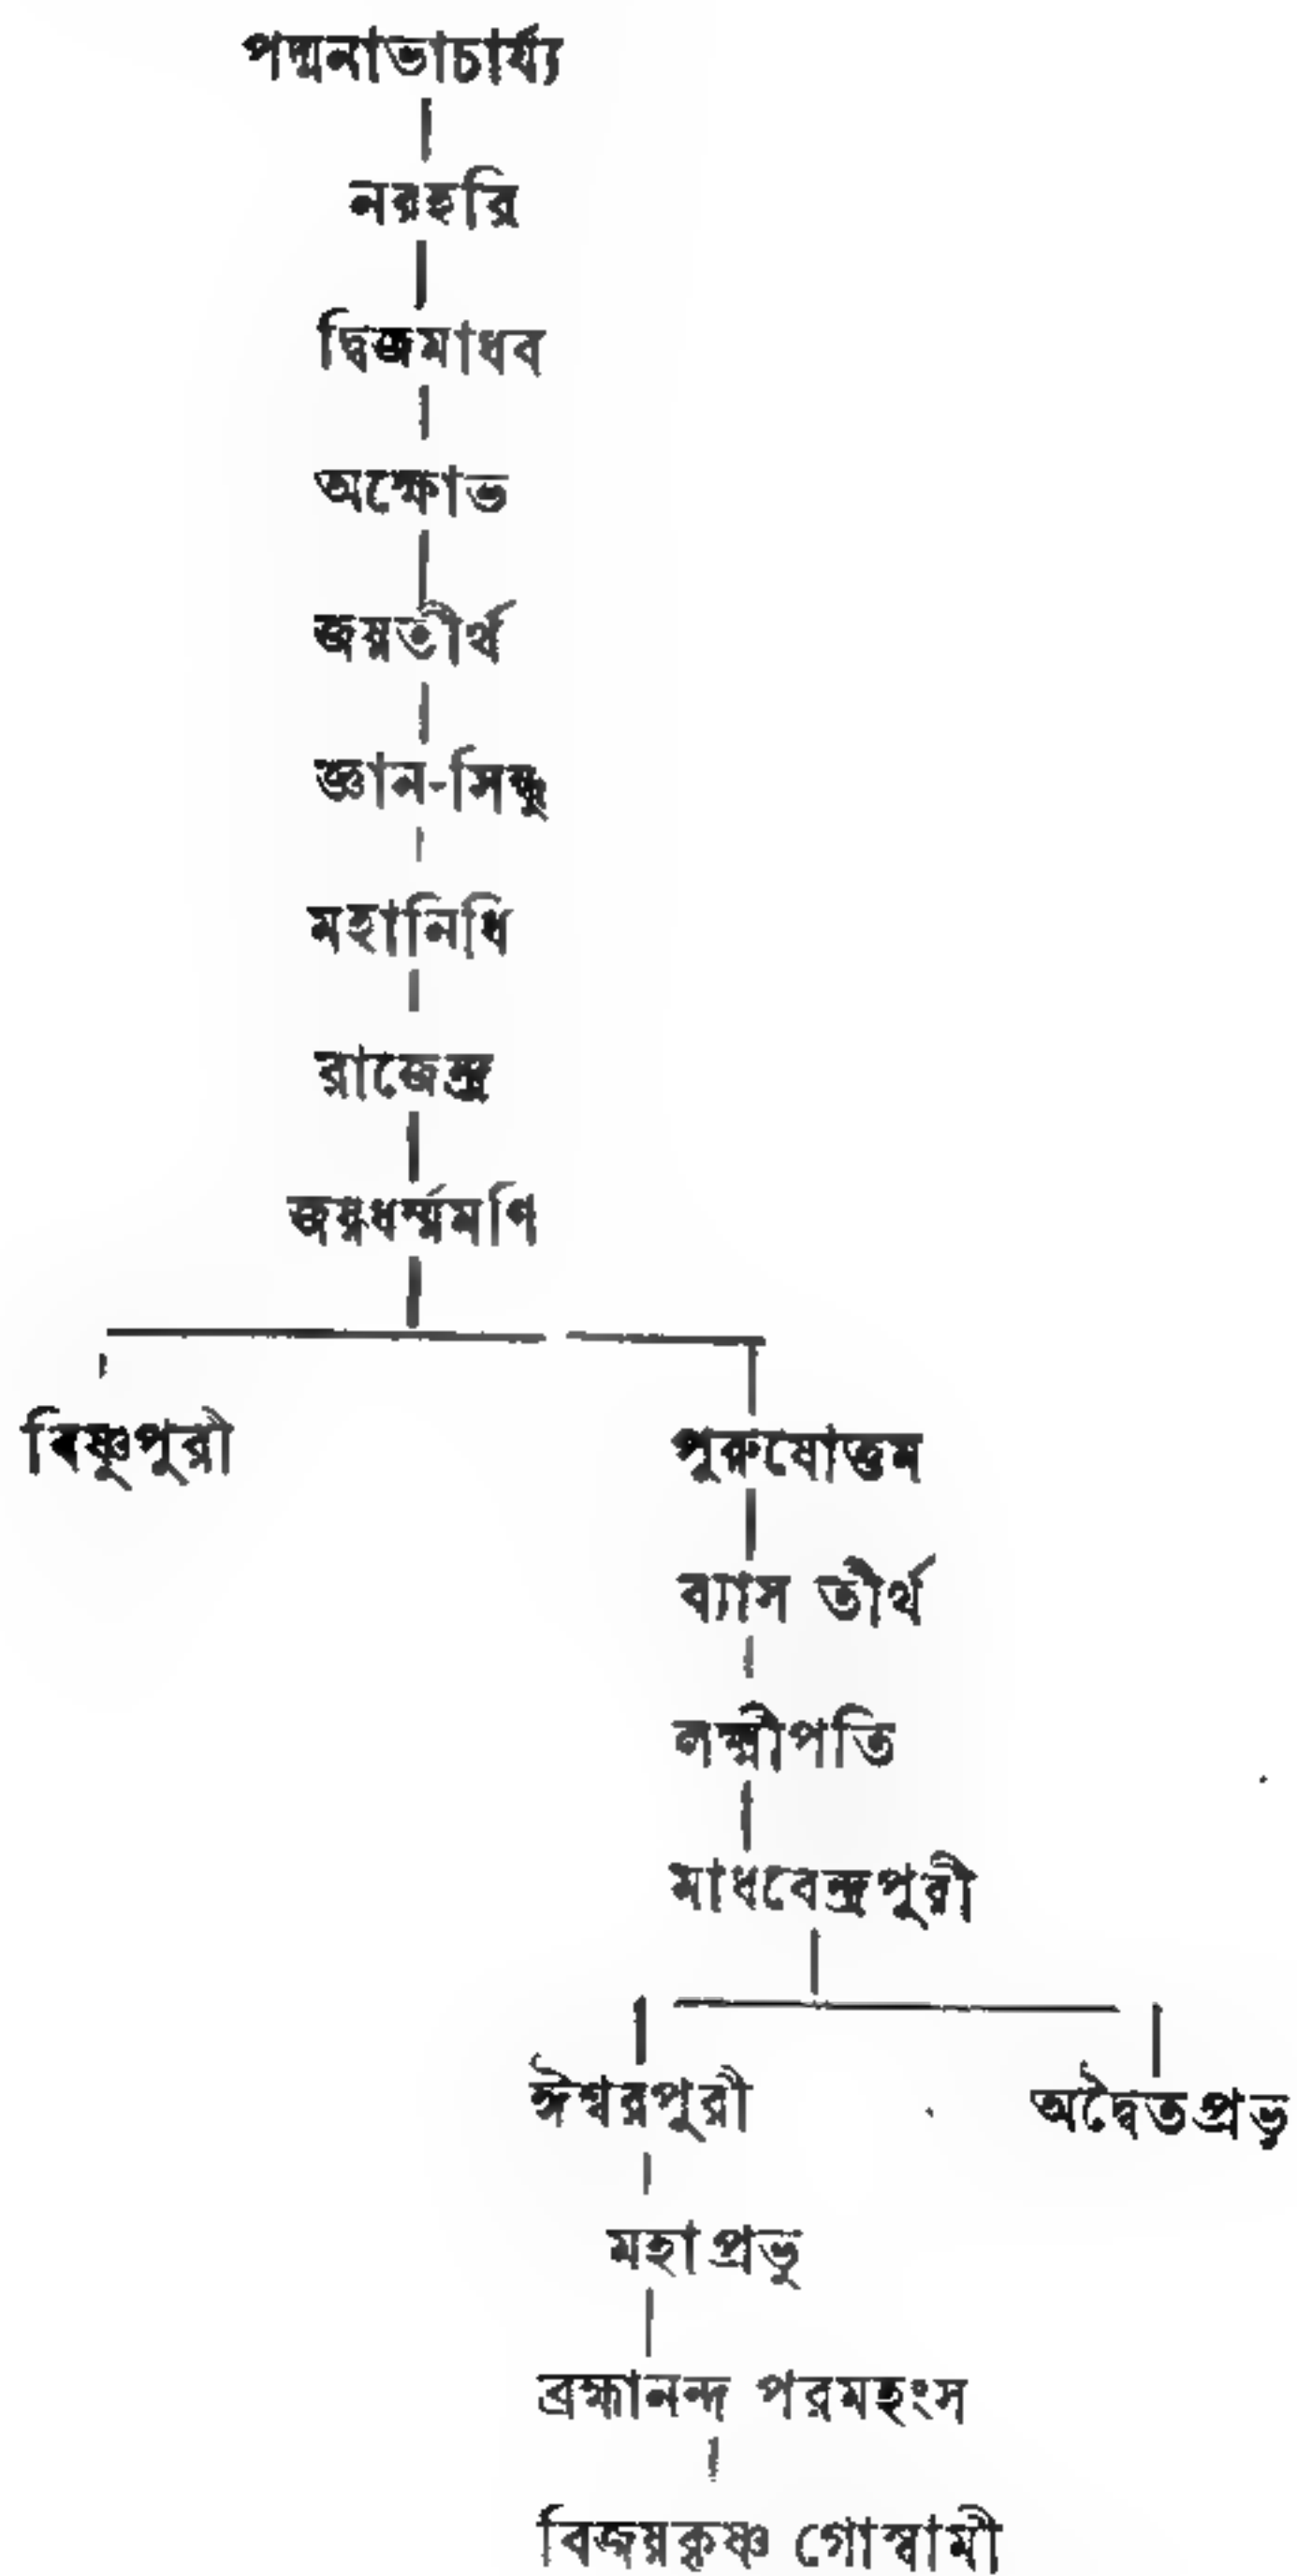 পদ্মনাভাচার্য্য
নরহরি
দ্বিজমাধব
অক্ষোভ
জয়তীর্থ
জ্ঞান-সিন্ধু
মহানিধি
রাজেন্দ্র
জয়ধর্ম্মমণি
বিষ্ণুপুরী পুরুষোত্তম
ব্যাস তীর্থ
লক্ষ্মীপতি
মাধবেন্দ্রপুরী
ঈশ্বরপুরী অদ্বৈতপ্রভু
মহাপ্রভু
ব্রহ্মানন্দ পরমহংস
বিজয়কৃষ্ণ গোস্বামী